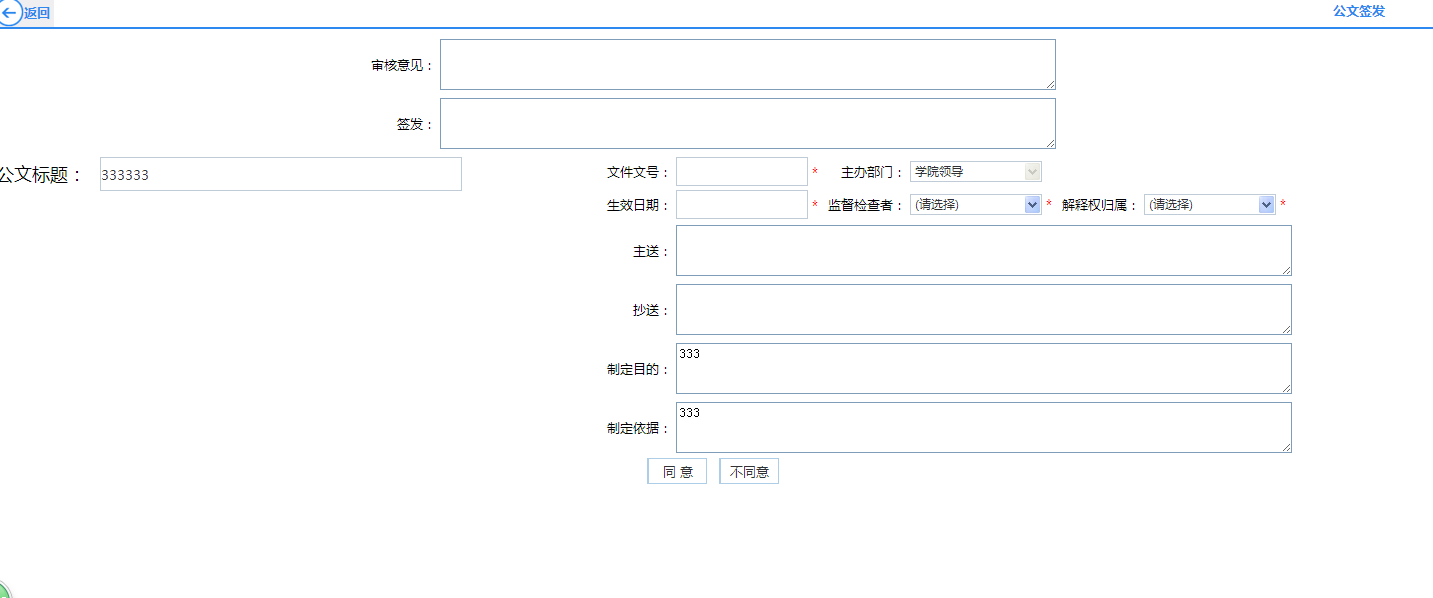 返回
公文签发
审核意见：
签发：
公文标题： 333333
文件文号： * 主办部门： 学院领导
生效日期： * 监督检查者： (请选择) * 解释权归属： (请选择) *
主送：
抄送：
制定目的： 333
制定依据： 333
同 意 不同意